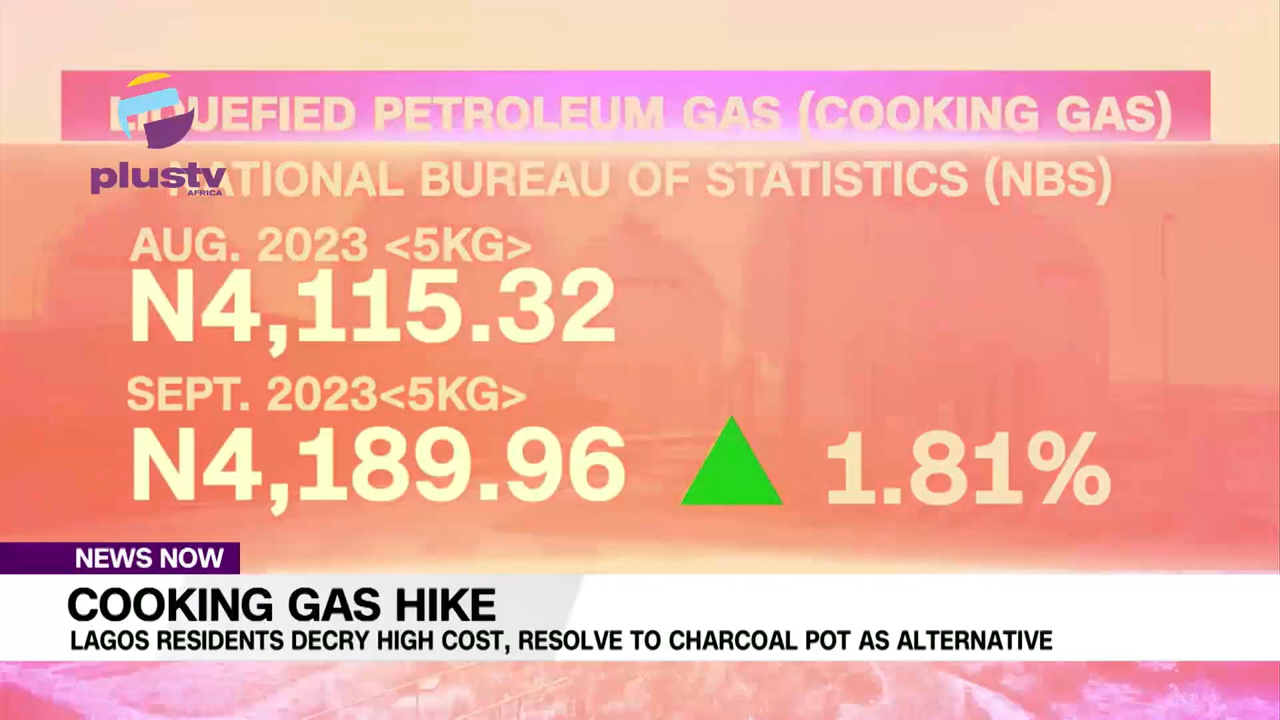 LIQUEFIED PETROLEUM GAS (COOKING GAS)
plustv
AFRICA
NATIONAL BUREAU OF STATISTICS (NBS)
AUG. 2023 <5KG>
N4,115.32
SEPT. 2023<5KG>
N4,189.96 1.81%
NEWS NOW
COOKING GAS HIKE
LAGOS RESIDENTS DECRY HIGH COST, RESOLVE TO CHARCOAL POT AS ALTERNATIVE